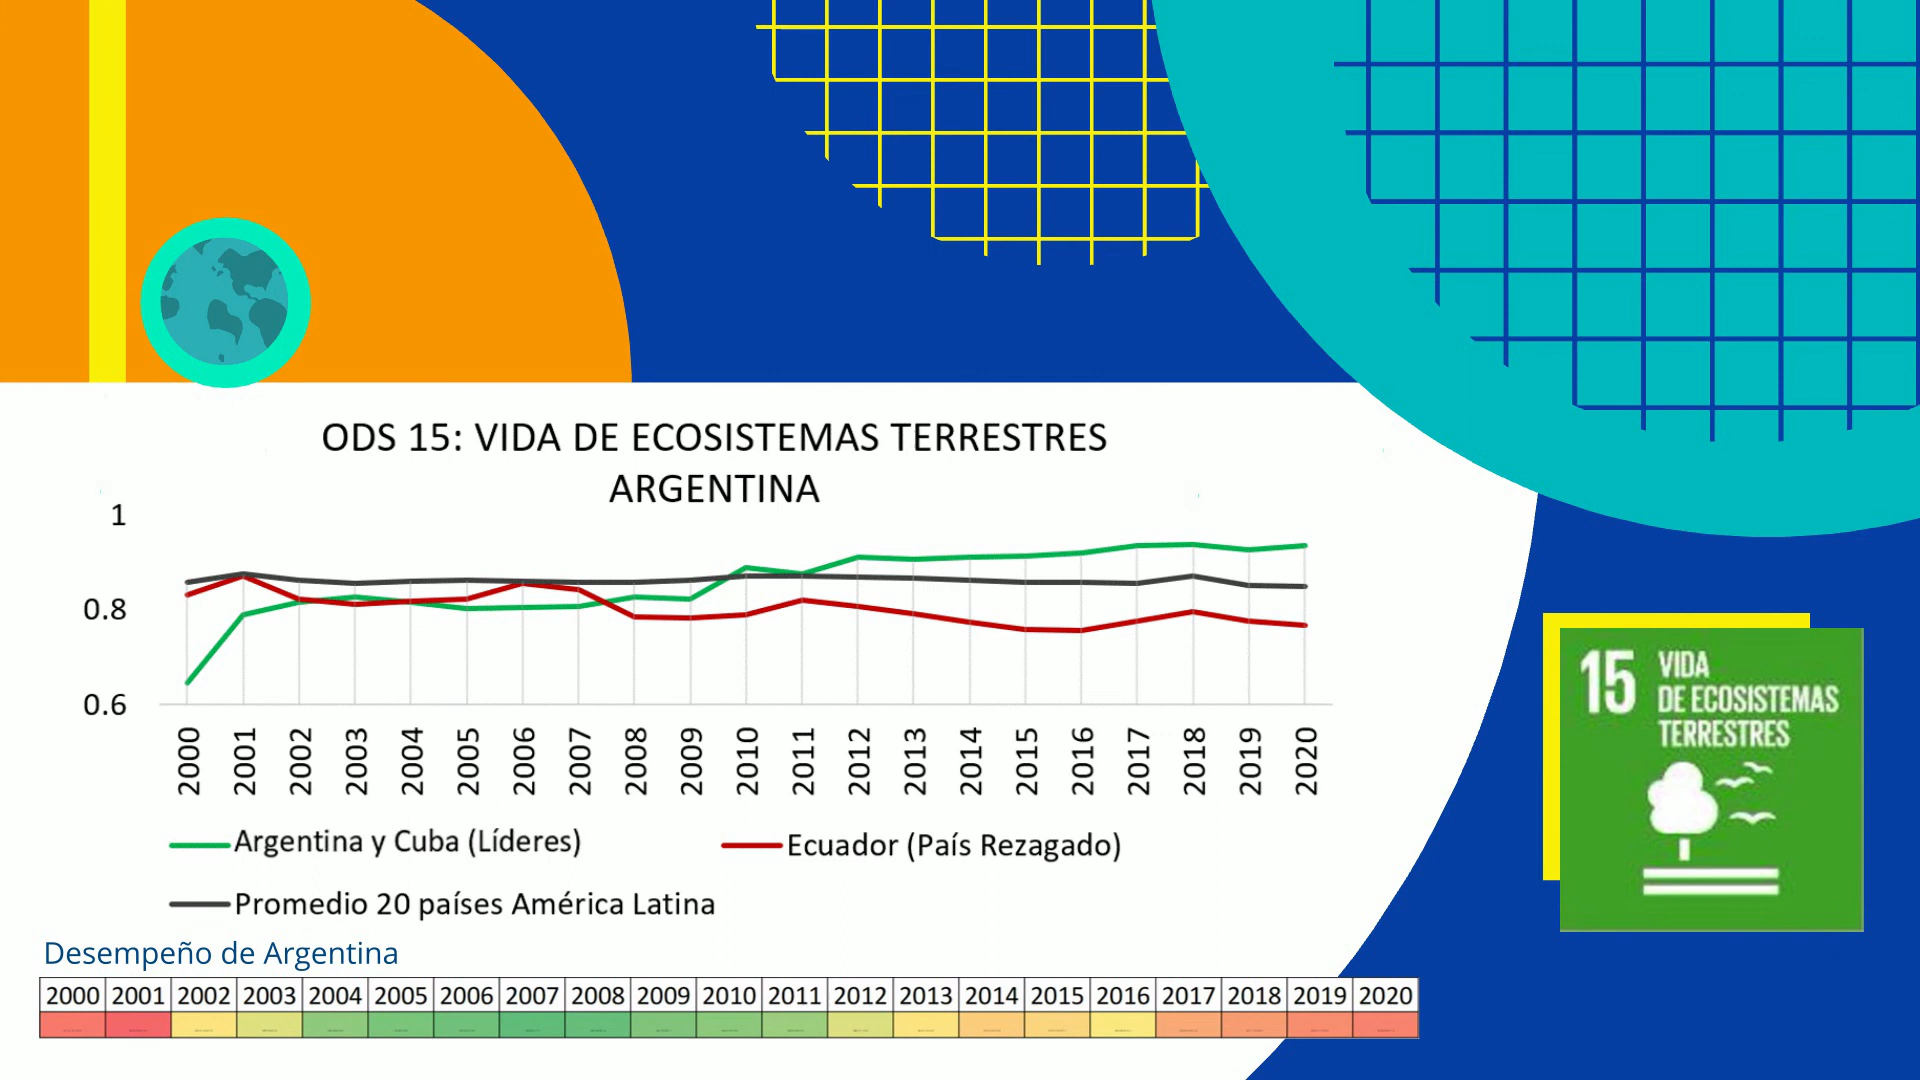 ODS 15: VIDA DE ECOSISTEMAS TERRESTRES
ARGENTINA
1
0.8
0.6
2000 2001 2002 2003 2004 2005 2006 2007 2008 2009 2010 2011 2012 2013 2014 2015 2016 2017 2018 2019 2020
Argentina y Cuba (Líderes)
Ecuador (País Rezagado)
Promedio 20 países América Latina
15 VIDA
DE ECOSISTEMAS
TERRESTRES
Desempeño de Argentina
2000 2001 2002 2003 2004 2005 2006 2007 2008 2009 2010 2011 2012 2013 2014 2015 2016 2017 2018 2019 2020